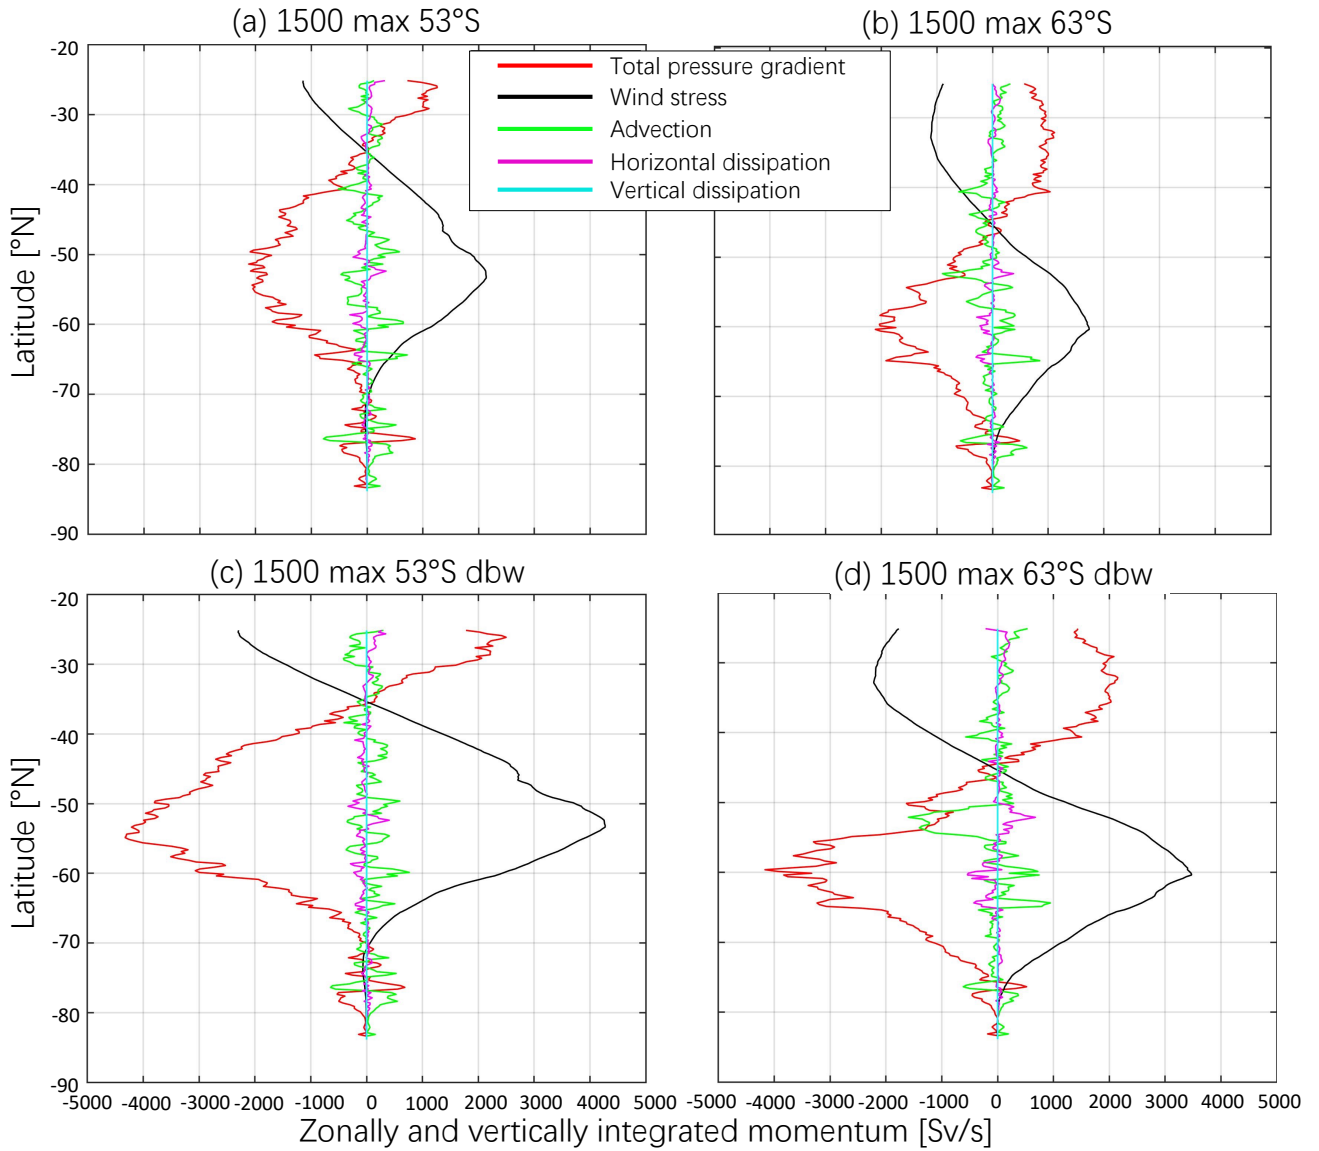 (a) 1500 max 53°S
(b) 1500 max 63°S
Total pressure gradient
Wind stress
Advection
Horizontal dissipation
Vertical dissipation
-20
-30
-40
-50
-60
-70
-80
-90
Latitude [°N]
(c) 1500 max 53°S dbw
(d) 1500 max 63°S dbw
-20
-30
-40
-50
-60
-70
-80
-90
Latitude [°N]
-5000 -4000 -3000 -2000 -1000 0 1000 2000 3000 4000 5000
-5000 -4000 -3000 -2000 -1000 0 1000 2000 3000 4000 5000
Zonally and vertically integrated momentum [Sv/s]